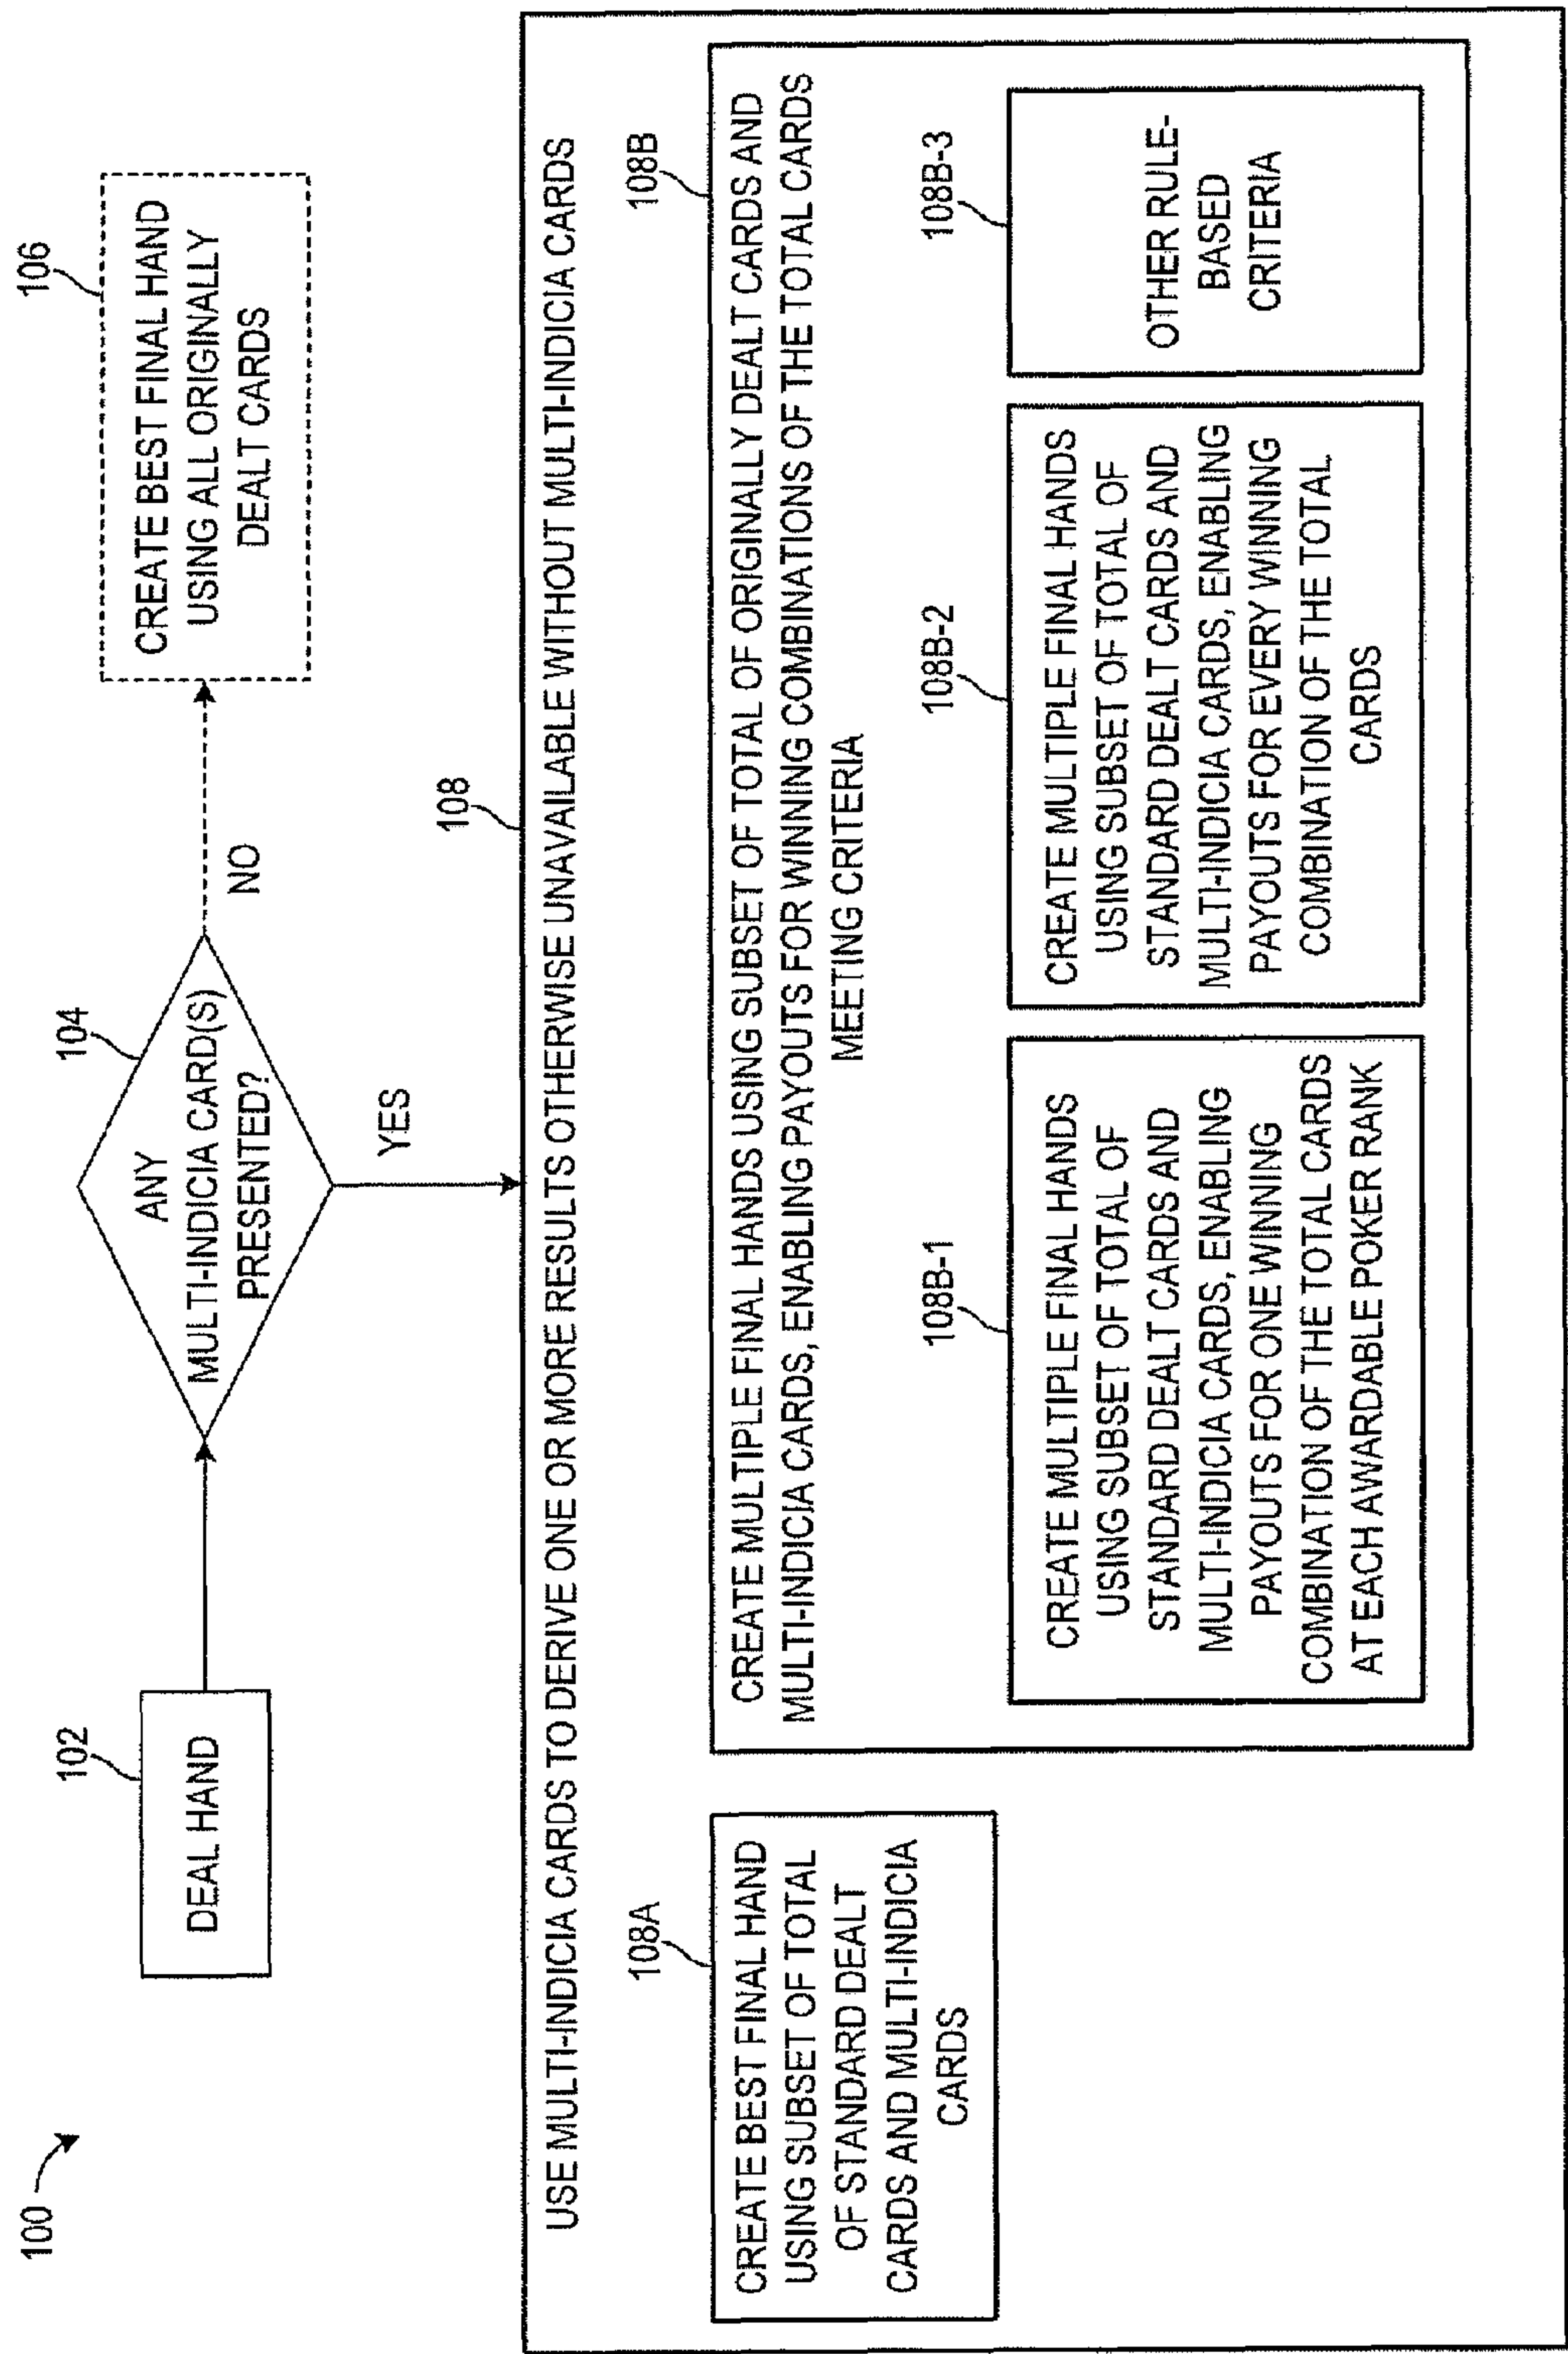 100
102
DEAL HAND
104
ANY
MULTI-INDICIA CARD(S)
PRESENTED?
NO
YES
106
CREATE BEST FINAL HAND
USING ALL ORIGINALLY
DEALT CARDS
108
USE MULTI-INDICIA CARDS TO DERIVE ONE OR MORE RESULTS OTHERWISE UNAVAILABLE WITHOUT MULTI-INDICIA CARDS
108A
CREATE BEST FINAL HAND
USING SUBSET OF TOTAL
OF STANDARD DEALT
CARDS AND MULTI-INDICIA
CARDS
108B
CREATE MULTIPLE FINAL HANDS USING SUBSET OF TOTAL OF ORIGINALLY DEALT CARDS AND
MULTI-INDICIA CARDS, ENABLING PAYOUTS FOR WINNING COMBINATIONS OF THE TOTAL CARDS
MEETING CRITERIA
108B-1
CREATE MULTIPLE FINAL HANDS
USING SUBSET OF TOTAL OF
STANDARD DEALT CARDS AND
MULTI-INDICIA CARDS, ENABLING
PAYOUTS FOR ONE WINNING
COMBINATION OF THE TOTAL CARDS
AT EACH AWARDABLE POKER RANK
108B-2
CREATE MULTIPLE FINAL HANDS
USING SUBSET OF TOTAL OF
STANDARD DEALT CARDS AND
MULTI-INDICIA CARDS, ENABLING
PAYOUTS FOR EVERY WINNING
COMBINATION OF THE TOTAL
CARDS
108B-3
OTHER RULE-
BASED
CRITERIA